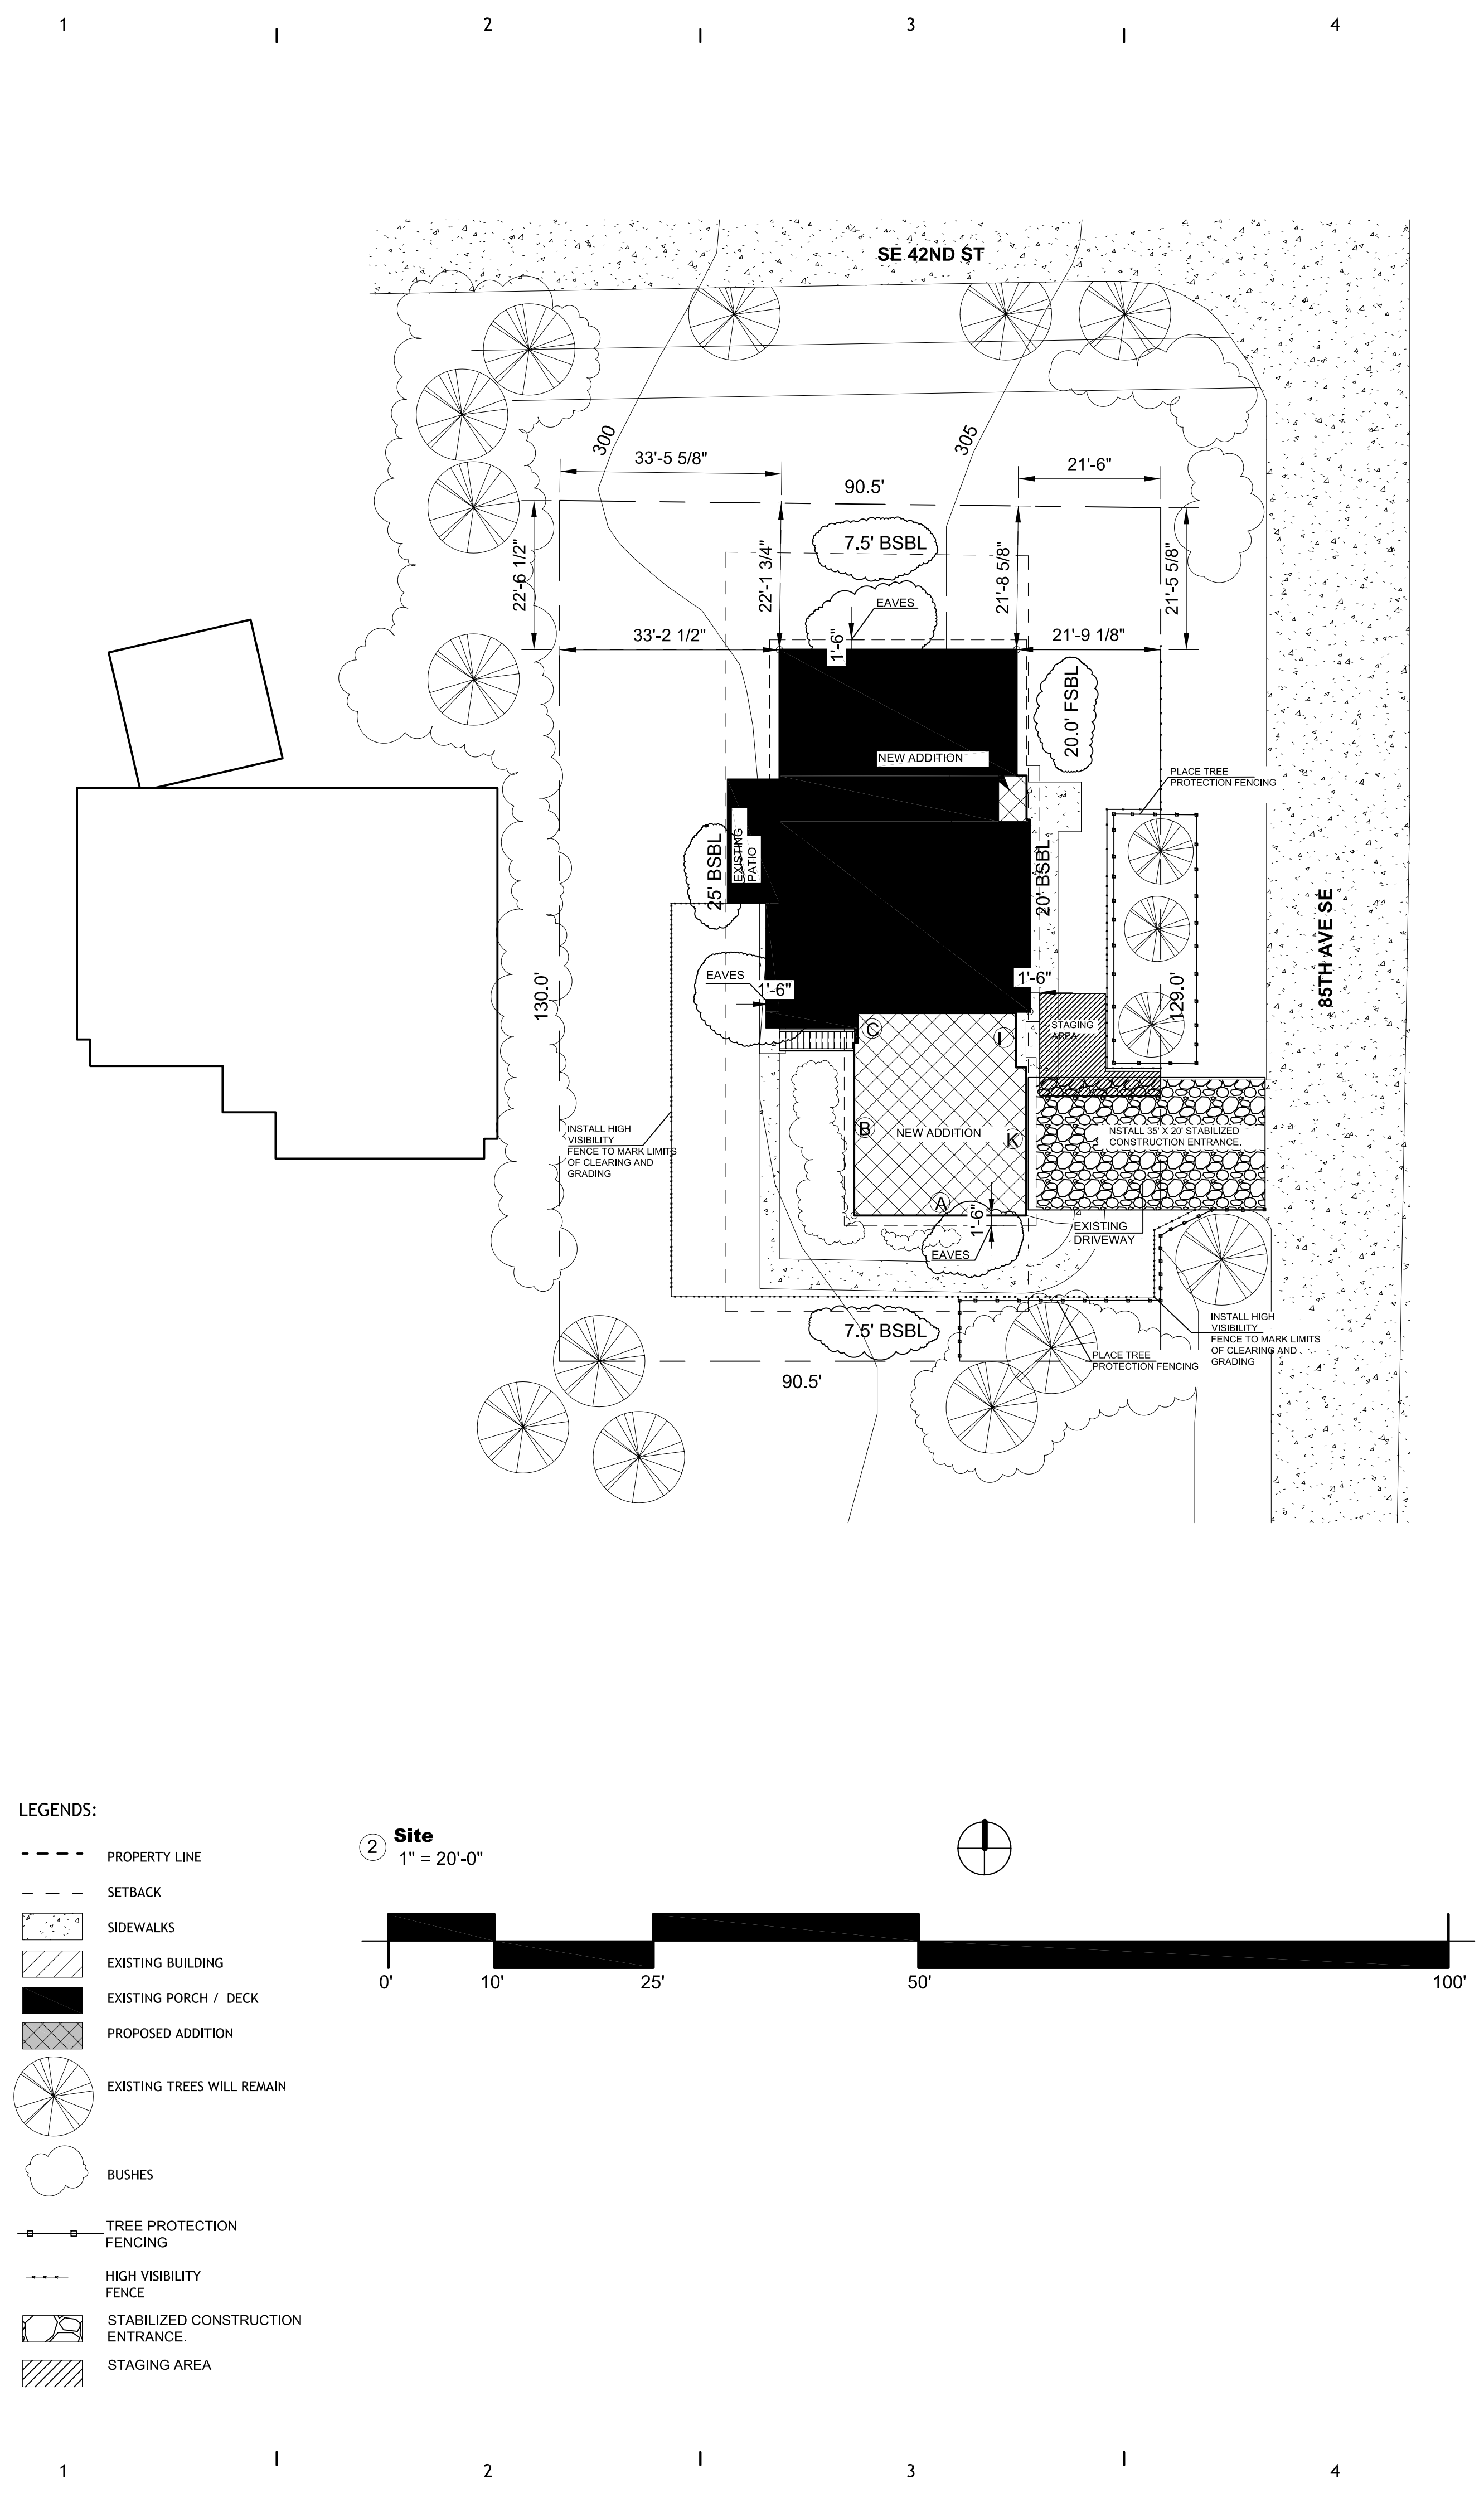 1 2 3 4
SE 42ND ST
300
305
33'-5 5/8"
21'-6"
90.5'
7.5' BSBL
22'-6 1/2"
22'-1 3/4"
21'-8 5/8"
21'-5 5/8"
EAVES
1'-6"
33'-2 1/2"
21'-9 1/8"
20.0' FSBL
NEW ADDITION
PLACE TREE
PROTECTION FENCING
25' BSBL
EXISTING
PATIO
20' BSBL
85TH AVE SE
130.0'
129.0'
EAVES
1'-6"
1'-6"
STAGING
AREA
C
I
B
NEW ADDITION
K
A
NSTALL 35' X 20' STABILIZED
CONSTRUCTION ENTRANCE.
INSTALL HIGH
VISIBILITY
FENCE TO MARK LIMITS
OF CLEARING AND
GRADING
1'-6"
EAVES
EXISTING
DRIVEWAY
7.5' BSBL
INSTALL HIGH
VISIBILITY
FENCE TO MARK LIMITS
OF CLEARING AND
GRADING
PLACE TREE
PROTECTION FENCING
90.5'
LEGENDS:
PROPERTY LINE
SETBACK
SIDEWALKS
EXISTING BUILDING
EXISTING PORCH / DECK
PROPOSED ADDITION
EXISTING TREES WILL REMAIN
BUSHES
TREE PROTECTION
FENCING
HIGH VISIBILITY
FENCE
STABILIZED CONSTRUCTION
ENTRANCE.
STAGING AREA
2 Site
1" = 20'-0"
0' 10' 25' 50' 100'
1 2 3 4